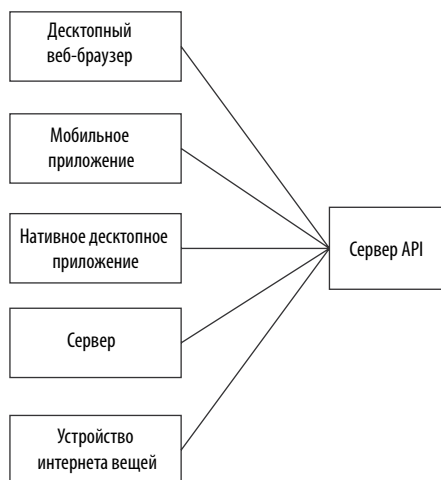 Десктопный
веб-браузер
Мобильное
приложение
Нативное десктопное
приложение
Сервер API
Сервер
Устройство
интернета вещей